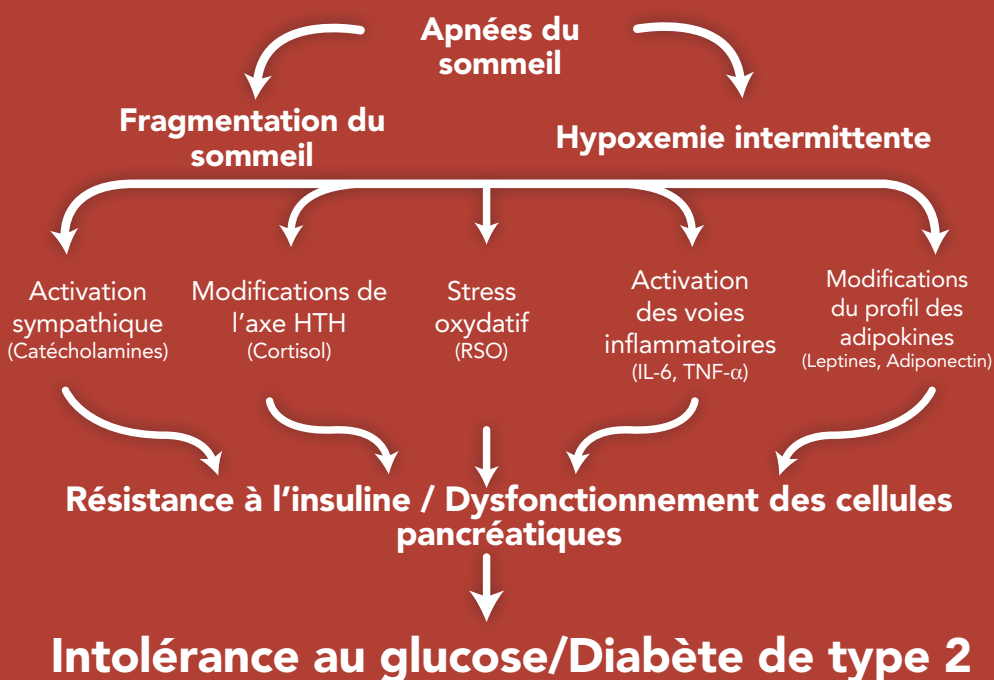 Apnées du
sommeil
Fragmentation du
sommeil
Hypoxemie intermittente
Activation
sympathique
(Catécholamines)
Modifications de
l'axe HTH
(Cortisol)
Stress
oxydatif
(RSO)
Activation
des voies
inflammatoires
(IL-6, TNF-α)
Modifications
du profil des
adipokines
(Leptines, Adiponectin)
Résistance à l'insuline / Dysfonctionnement des cellules
pancréatiques
Intolérance au glucose/Diabète de type 2